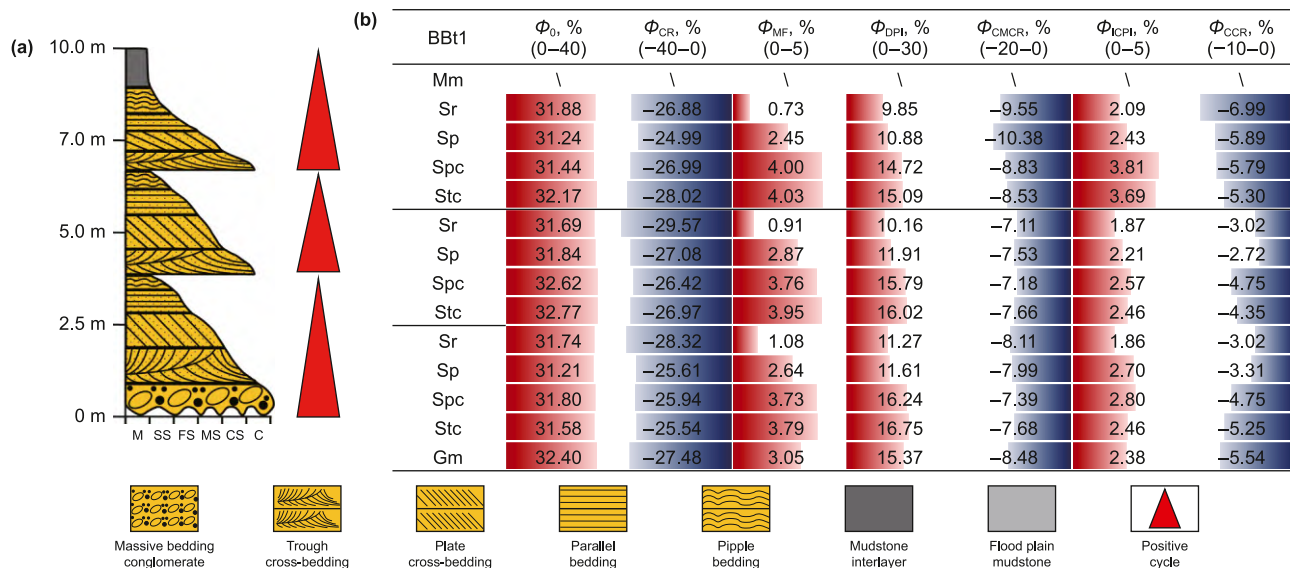 (a)
10.0 m
7.0 m
5.0 m
2.5 m
0 m
M SS FS MS CS C
(b)
BBt1 Φ0, % (0–40) ΦCR, % (−40–0) ΦMF, % (0–5) ΦDPI, % (0–30) ΦCMCR, % (−20–0) ΦICPI, % (0–5) ΦCCR, % (−10–0)
Mm \ \ \ \ \ \ \
Sr 31.88 −26.88 0.73 9.85 −9.55 2.09 −6.99
Sp 31.24 −24.99 2.45 10.88 −10.38 2.43 −5.89
Spc 31.44 −26.99 4.00 14.72 −8.83 3.81 −5.79
Stc 32.17 −28.02 4.03 15.09 −8.53 3.69 −5.30
Sr 31.69 −29.57 0.91 10.16 −7.11 1.87 −3.02
Sp 31.84 −27.08 2.87 11.91 −7.53 2.21 −2.72
Spc 32.62 −26.42 3.76 15.79 −7.18 2.57 −4.75
Stc 32.77 −26.97 3.95 16.02 −7.66 2.46 −4.35
Sr 31.74 −28.32 1.08 11.27 −8.11 1.86 −3.02
Sp 31.21 −25.61 2.64 11.61 −7.99 2.70 −3.31
Spc 31.80 −25.94 3.73 16.24 −7.39 2.80 −4.75
Stc 31.58 −25.54 3.79 16.75 −7.68 2.46 −5.25
Gm 32.40 −27.48 3.05 15.37 −8.48 2.38 −5.54
Massive bedding
conglomerate
Trough
cross-bedding
Plate
cross-bedding
Parallel
bedding
Pipple
bedding
Mudstone
interlayer
Flood plain
mudstone
Positive
cycle